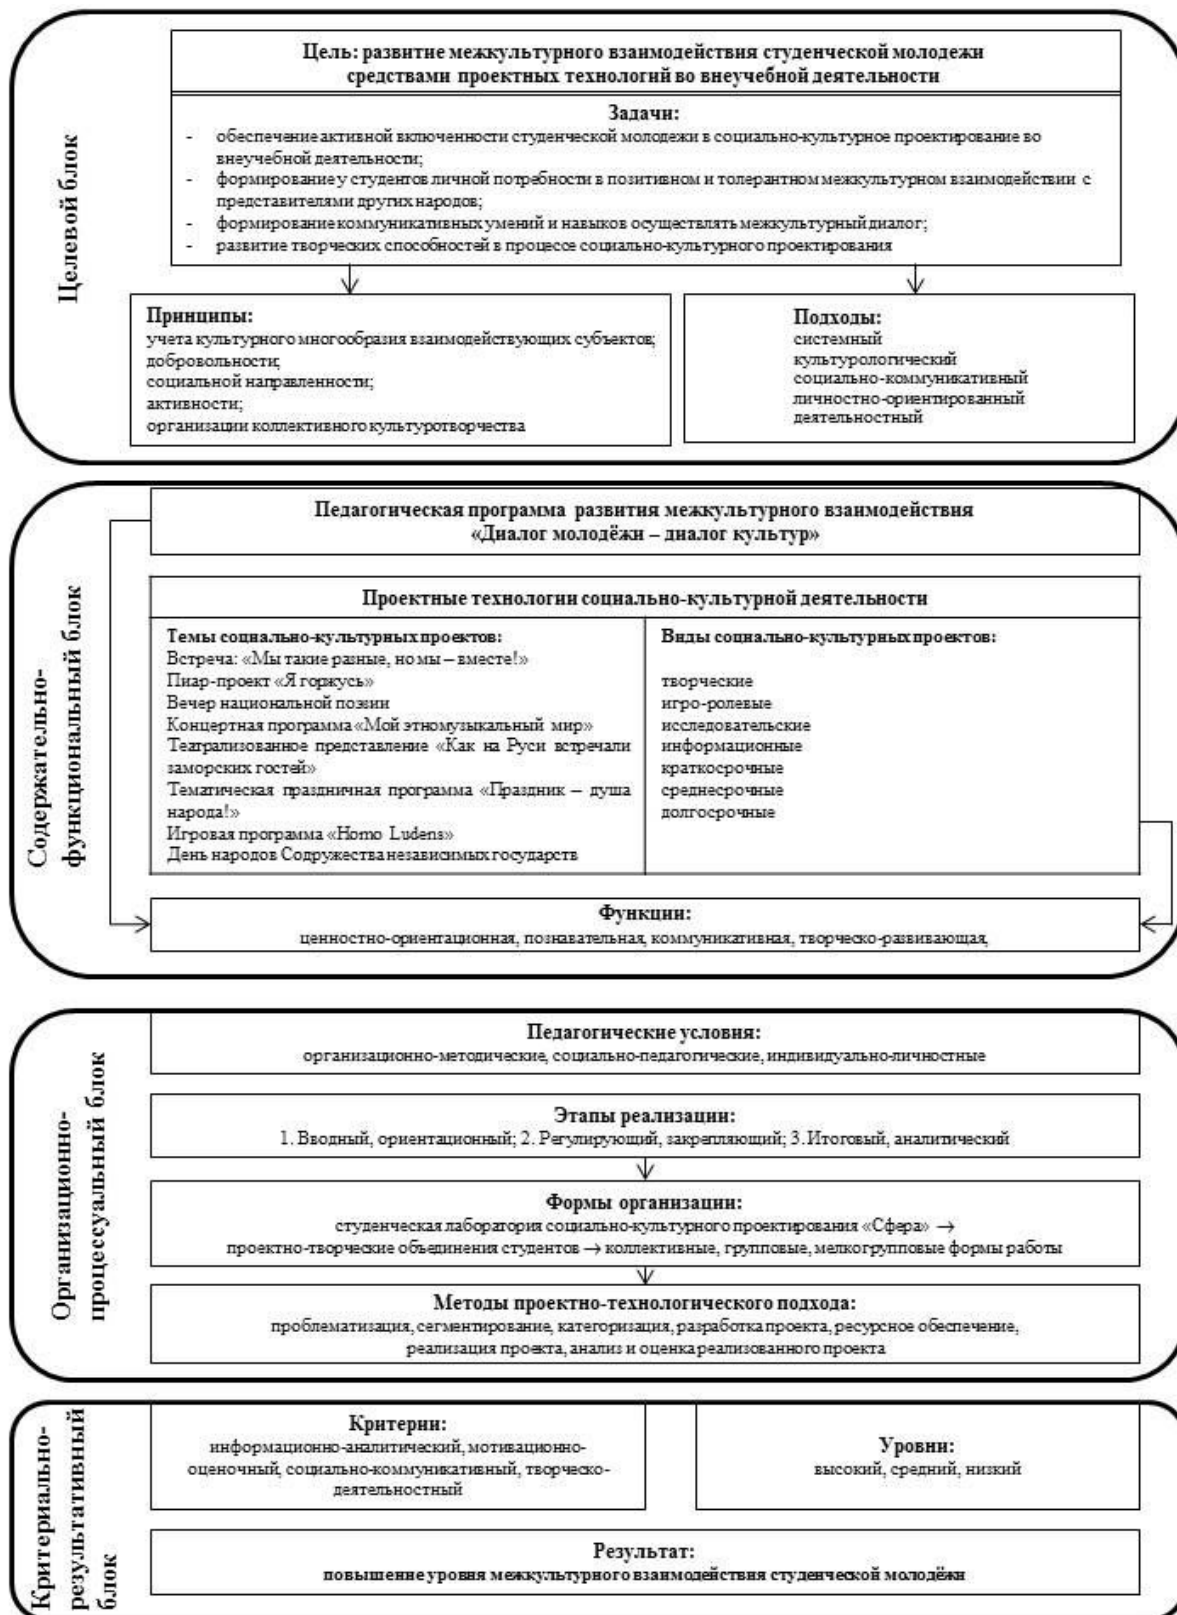 Целевой блок
Цель: развитие межкультурного взаимодействия студенческой молодежи
средствами проектных технологий во внеучебной деятельности
Задачи:
- обеспечение активной включенности студенческой молодежи в социально-культурное проектирование во
внеучебной деятельности;
- формирование у студентов личной потребности в позитивном и толерантном межкультурном взаимодействии с
представителями других народов;
- формирование коммуникативных умений и навыков осуществлять межкультурный диалог;
- развитие творческих способностей в процессе социально-культурного проектирования
Принципы:
учета культурного многообразия взаимодействующих субъектов;
добровольности;
социальной направленности;
активности;
организации коллективного культуротворчества
Подходы:
системный
культурологический
социально-коммуникативный
личностно-ориентированный
деятельностный
Содержательно-
функциональный блок
Педагогическая программа развития межкультурного взаимодействия
«Диалог молодёжи – диалог культур»
Проектные технологии социально-культурной деятельности
Темы социально-культурных проектов:
Встреча: «Мы такие разные, но мы – вместе!»
Пиар-проект «Я горжусь»
Вечер национальной поэзии
Концертная программа «Мой этномузыкальный мир»
Театрализованное представление «Как на Руси встречали
заморских гостей»
Тематическая праздничная программа «Праздник – душа
народа!»
Игровая программа «Homo Ludens»
День народов Содружества независимых государств
Виды социально-культурных проектов:
творческие
игро-ролевые
исследовательские
информационные
краткосрочные
среднесрочные
долгосрочные
Функции:
ценностно-ориентационная, познавательная, коммуникативная, творческо-развивающая,
Организационно-
процессуальный блок
Педагогические условия:
организационно-методические, социально-педагогические, индивидуально-личностные
Этапы реализации:
1. Вводный, ориентационный; 2. Регулирующий, закрепляющий; 3. Итоговый, аналитический
Формы организации:
студенческая лаборатория социально-культурного проектирования «Сфера» →
проектно-творческие объединения студентов → коллективные, групповые, мелкогрупповые формы работы
Методы проектно-технологического подхода:
проблематизация, сегментирование, категоризация, разработка проекта, ресурсное обеспечение,
реализация проекта, анализ и оценка реализованного проекта
Критериально-
результативный
блок
Критерии:
информационно-аналитический, мотивационно-
оценочный, социально-коммуникативный, творческо-
деятельностный
Уровни:
высокий, средний, низкий
Результат:
повышение уровня межкультурного взаимодействия студенческой молодёжи